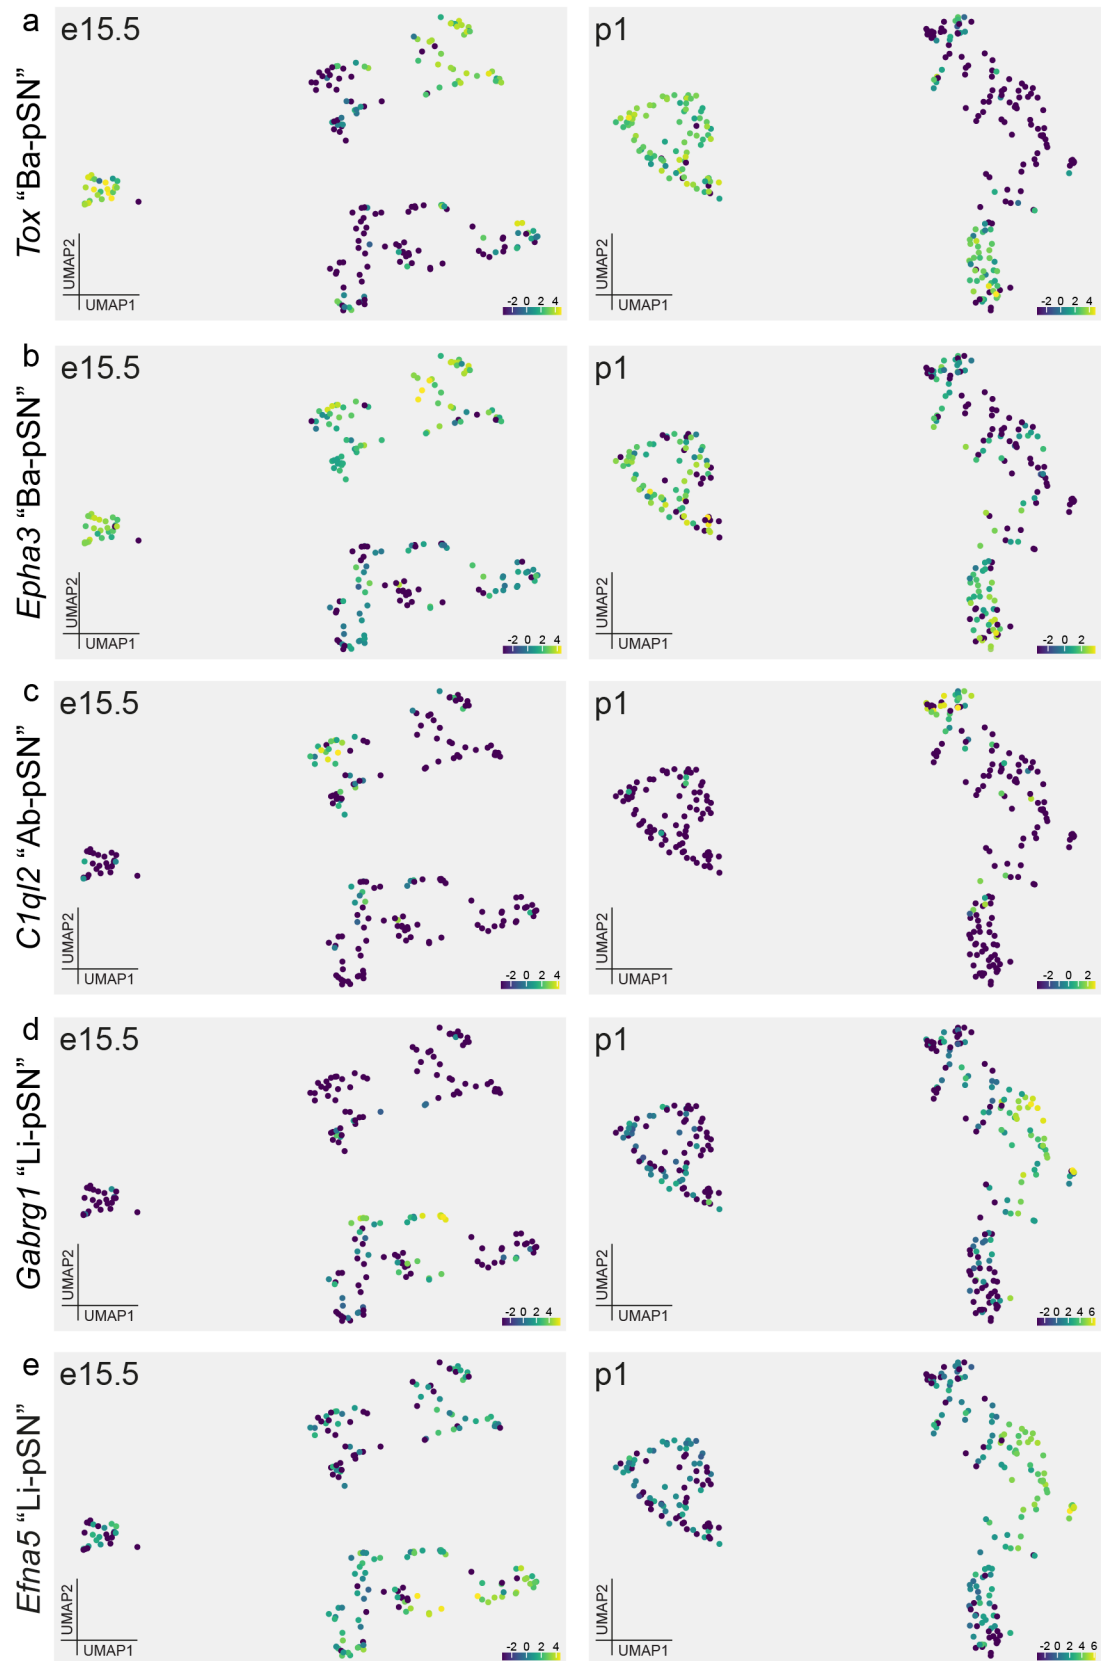 a
e15.5
p1
Tox “Ba-pSN”
UMAP2
UMAP1
-2 0 2 4
UMAP2
UMAP1
-2 0 2 4
b
e15.5
p1
Epha3 “Ba-pSN”
UMAP2
UMAP1
-2 0 2 4
UMAP2
UMAP1
-2 0 2
c
e15.5
p1
C1ql2 “Ab-pSN”
UMAP2
UMAP1
-2 0 2 4
UMAP2
UMAP1
-2 0 2
d
e15.5
p1
Gabrg1 “Li-pSN”
UMAP2
UMAP1
-2 0 2 4
UMAP2
UMAP1
-2 0 2 4 6
e
e15.5
p1
Efna5 “Li-pSN”
UMAP2
UMAP1
-2 0 2 4
UMAP2
UMAP1
-2 0 2 4 6